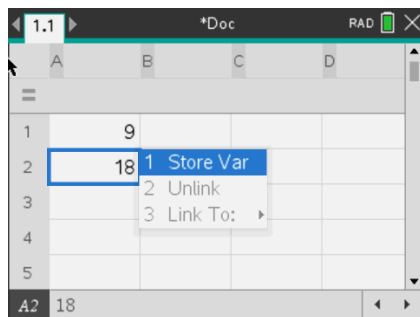 1.1 *Doc RAD
A B C D
=
1 9
2 18
3
4
5
1 Store Var
2 Unlink
3 Link To:
A2 18